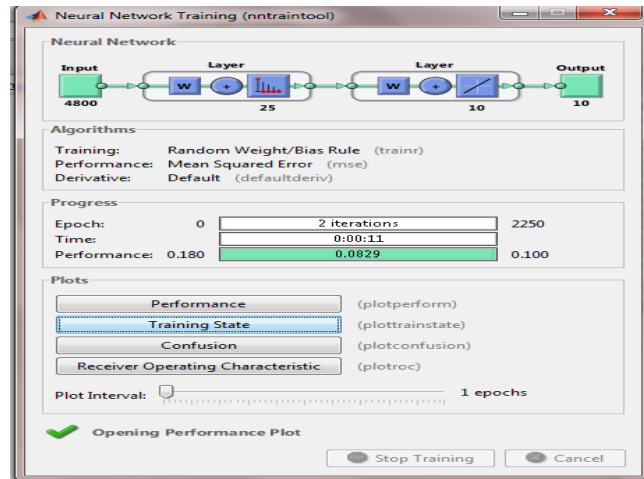 Neural Network Training (nntraintool)
Neural Network
Input Layer Layer Output
W + W +
4800 25 10 10
Algorithms
Training: Random Weight/Bias Rule (trainr)
Performance: Mean Squared Error (mse)
Derivative: Default (defaultderiv)
Progress
Epoch: 0 2 iterations 2250
Time: 0:00:11
Performance: 0.180 0.0829 0.100
Plots
Performance (plotperform)
Training State (plottrainstate)
Confusion (plotconfusion)
Receiver Operating Characteristic (plotroc)
Plot Interval: 1 epochs
Opening Performance Plot
Stop Training Cancel